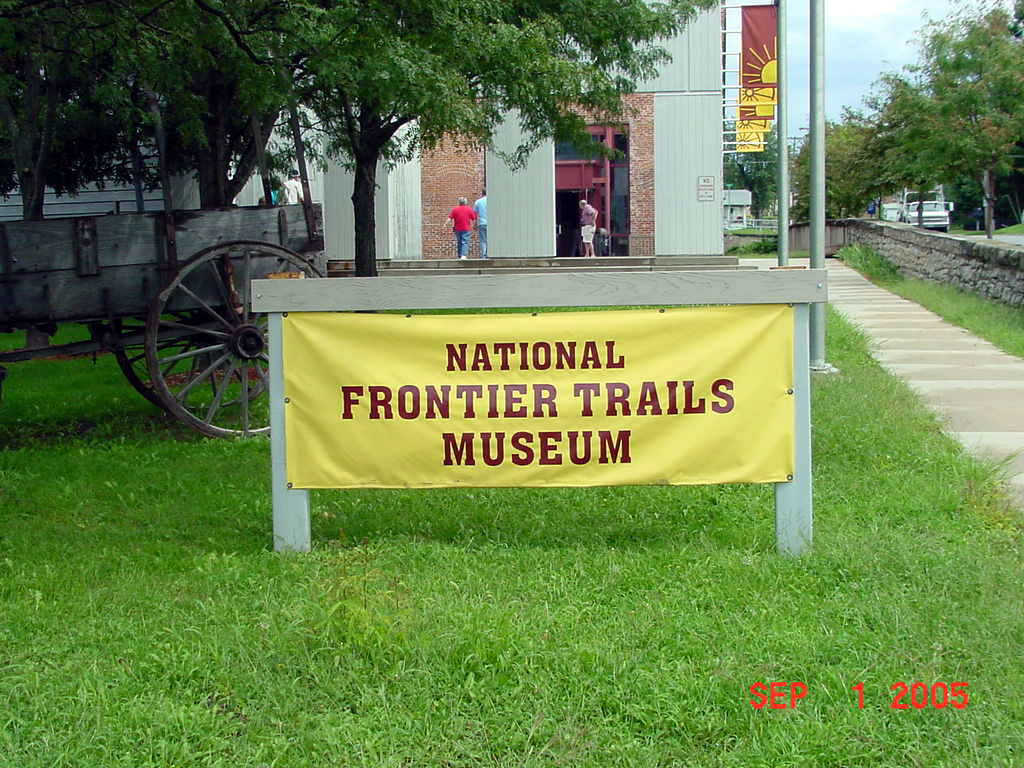 NATIONAL
FRONTIER TRAILS
MUSEUM
SEP 1 2005